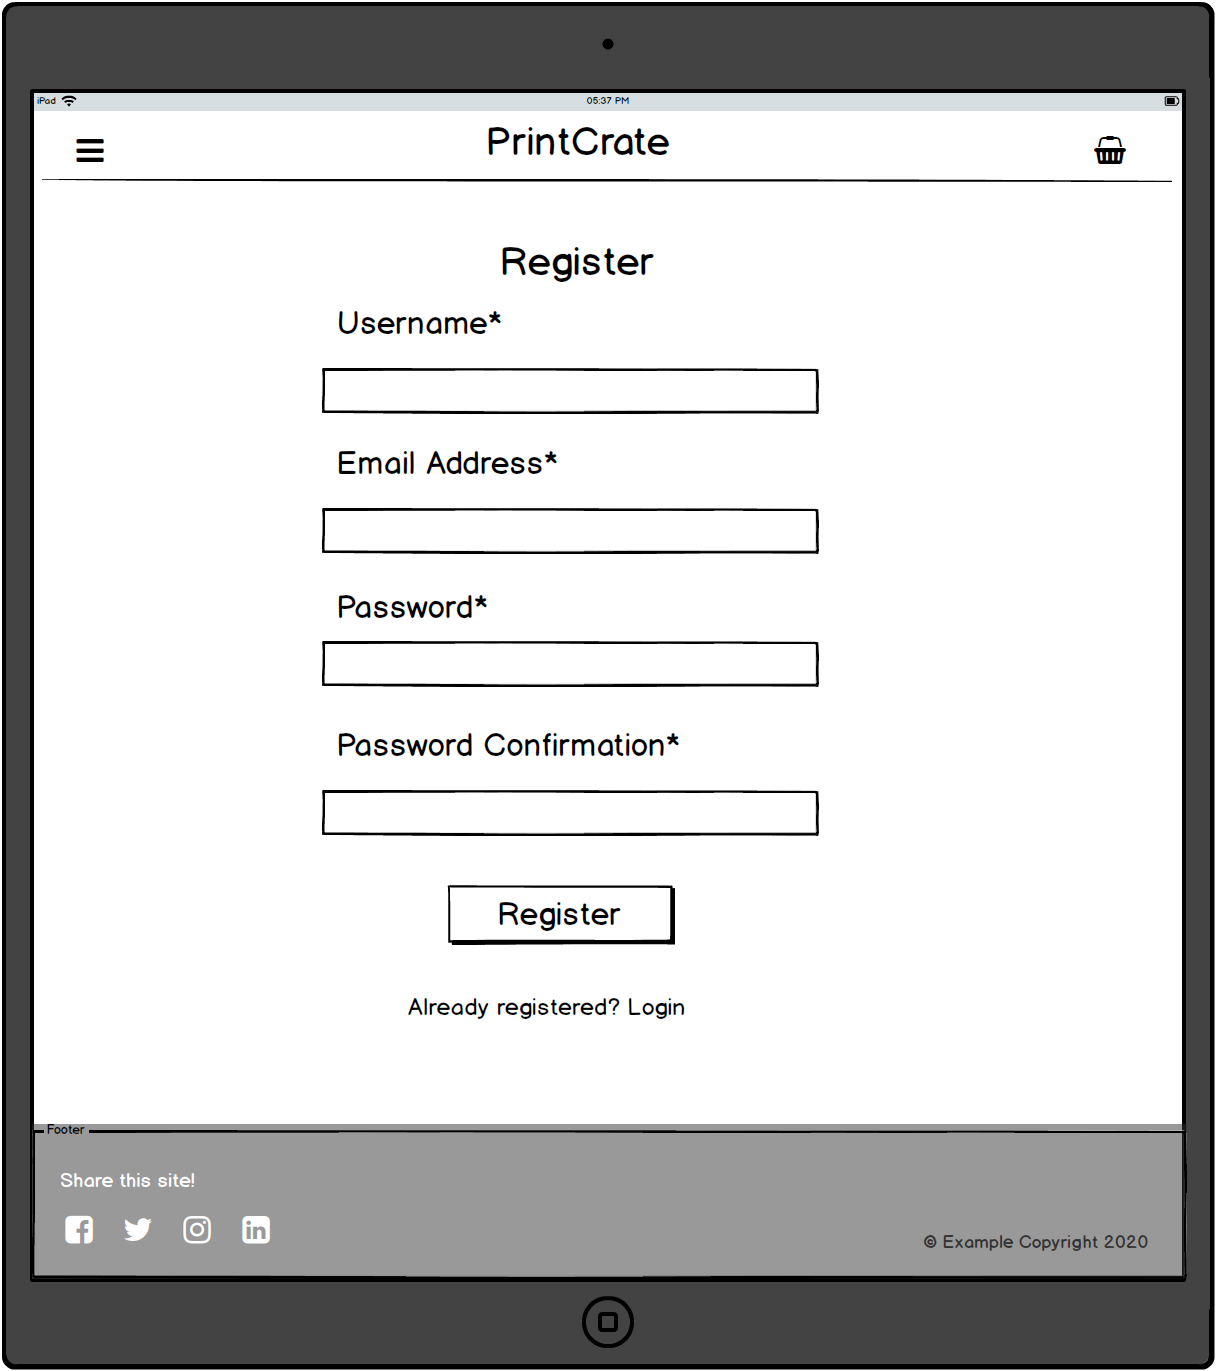 iPad
05:37 PM
PrintCrate
Register
Username*
Email Address*
Password*
Password Confirmation*
Register
Already registered? Login
Footer
Share this site!
© Example Copyright 2020